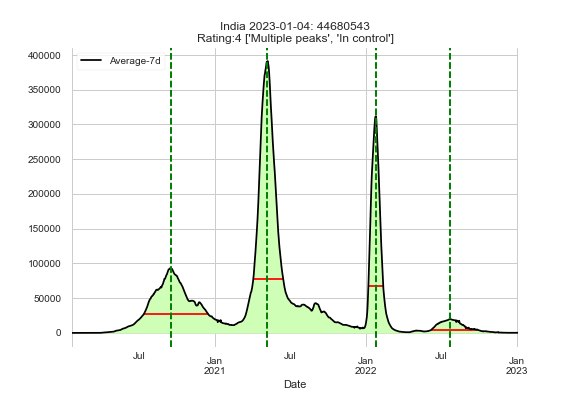 India 2023-01-04: 44680543
Rating:4 ['Multiple peaks', 'In control']
Average-7d
400000
350000
300000
250000
200000
150000
100000
50000
0
Jul
Jan
2021
Jul
Jan
2022
Jul
Jan
2023
Date